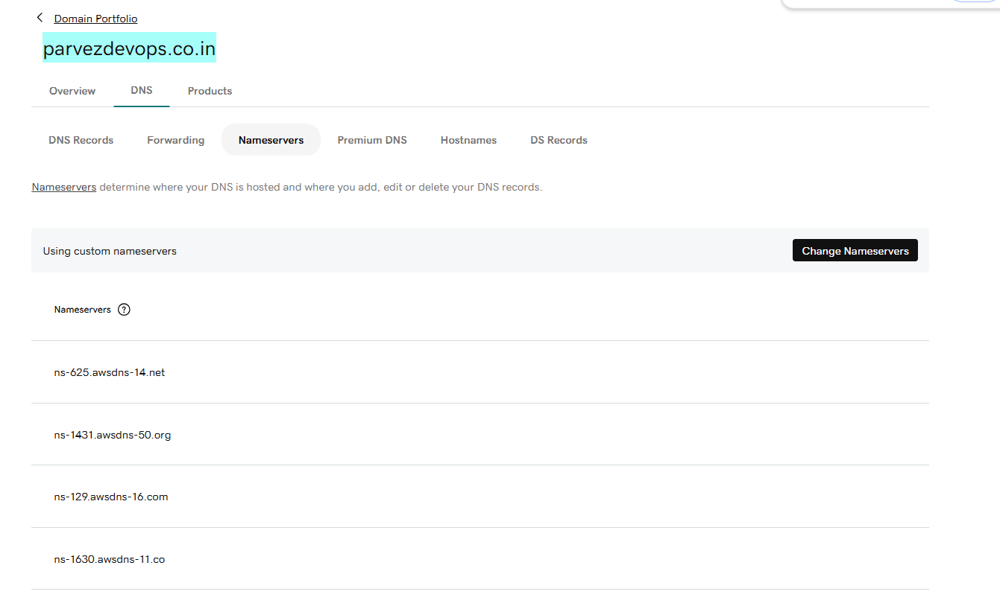 Domain Portfolio
parvezdevops.co.in
Overview DNS Products
DNS Records Forwarding Nameservers Premium DNS Hostnames DS Records
Nameservers determine where your DNS is hosted and where you add, edit or delete your DNS records.
Using custom nameservers Change Nameservers
Nameservers ?
ns-625.awsdns-14.net
ns-1431.awsdns-50.org
ns-129.awsdns-16.com
ns-1630.awsdns-11.co